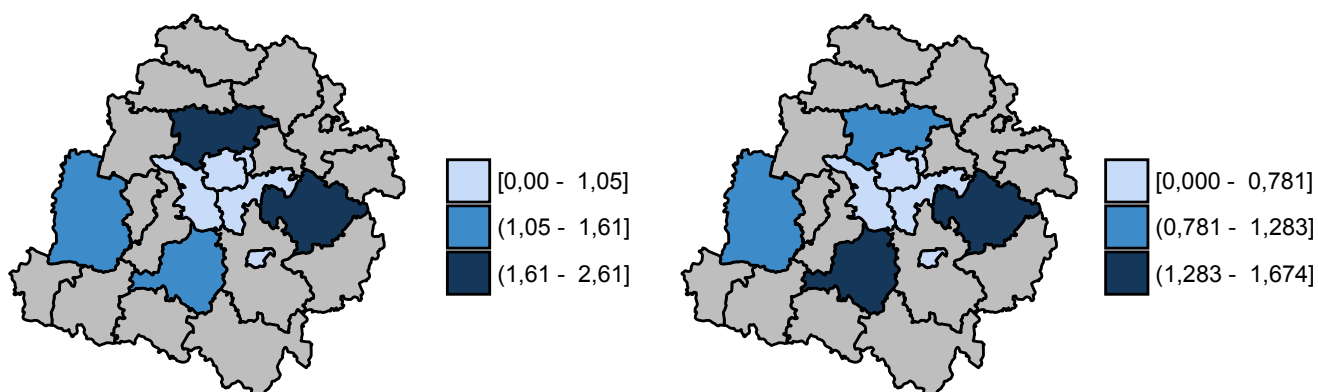 [0,00 - 1,05]
(1,05 - 1,61]
(1,61 - 2,61]
[0,000 - 0,781]
(0,781 - 1,283]
(1,283 - 1,674]